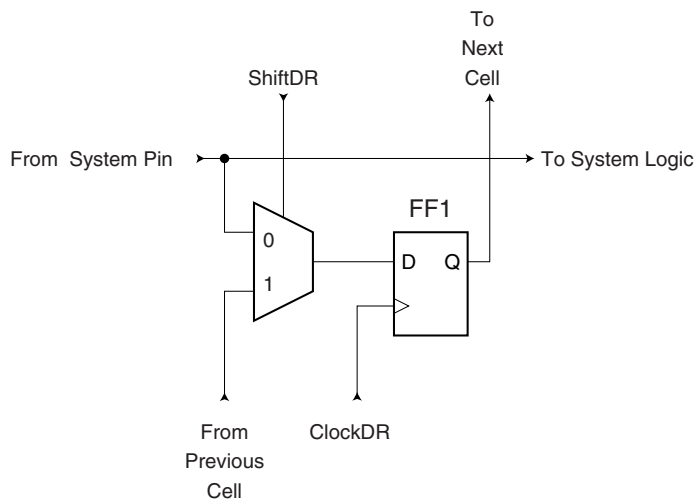 To
Next
Cell
ShiftDR
From System Pin
To System Logic
FF1
0
D Q
1
From
Previous
Cell
ClockDR